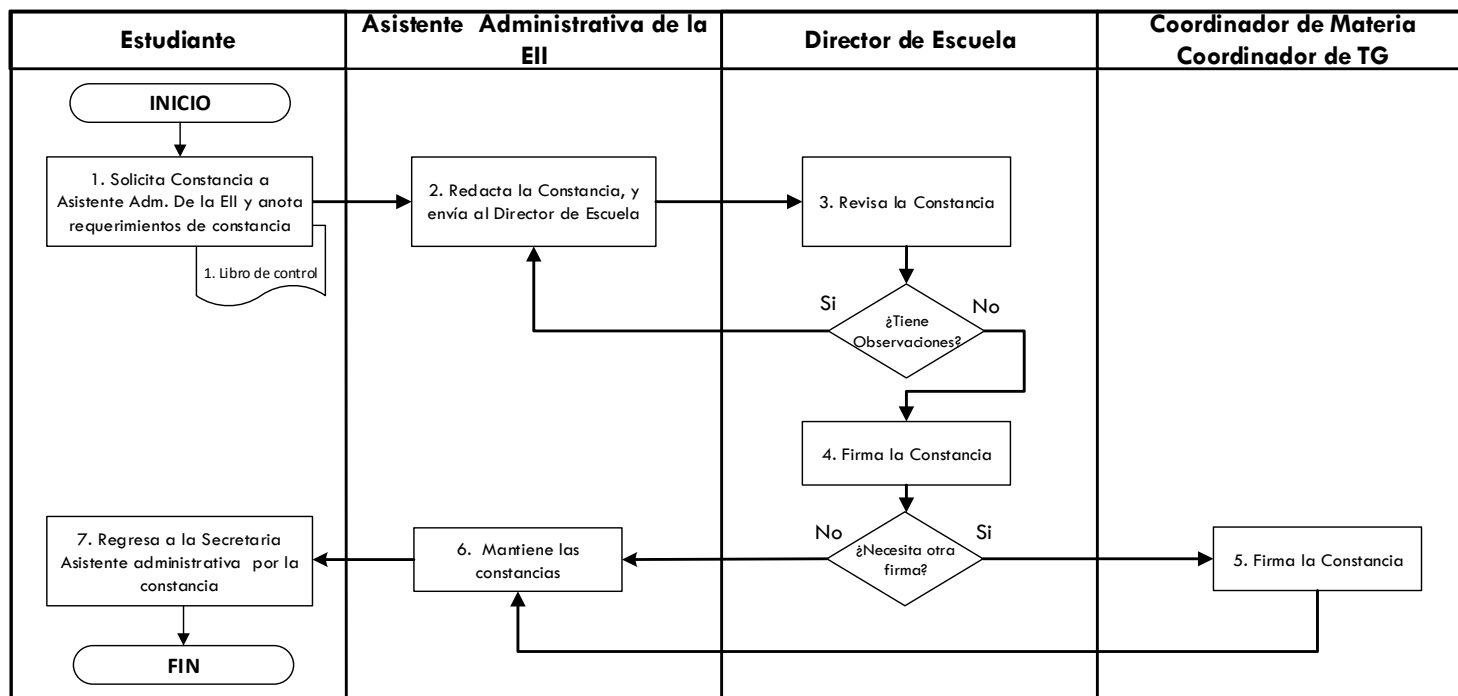 Estudiante
Asistente Administrativa de la
EII
Director de Escuela
Coordinador de Materia
Coordinador de TG
INICIO
1. Solicita Constancia a
Asistente Adm. De la EII y anota
requerimientos de constancia
1. Libro de control
2. Redacta la Constancia, y
envía al Director de Escuela
3. Revisa la Constancia
Si
No
¿Tiene
Observaciones?
4. Firma la Constancia
No
Si
¿Necesita otra
firma?
5. Firma la Constancia
6. Mantiene las
constancias
7. Regresa a la Secretaria
Asistente administrativa por la
constancia
FIN